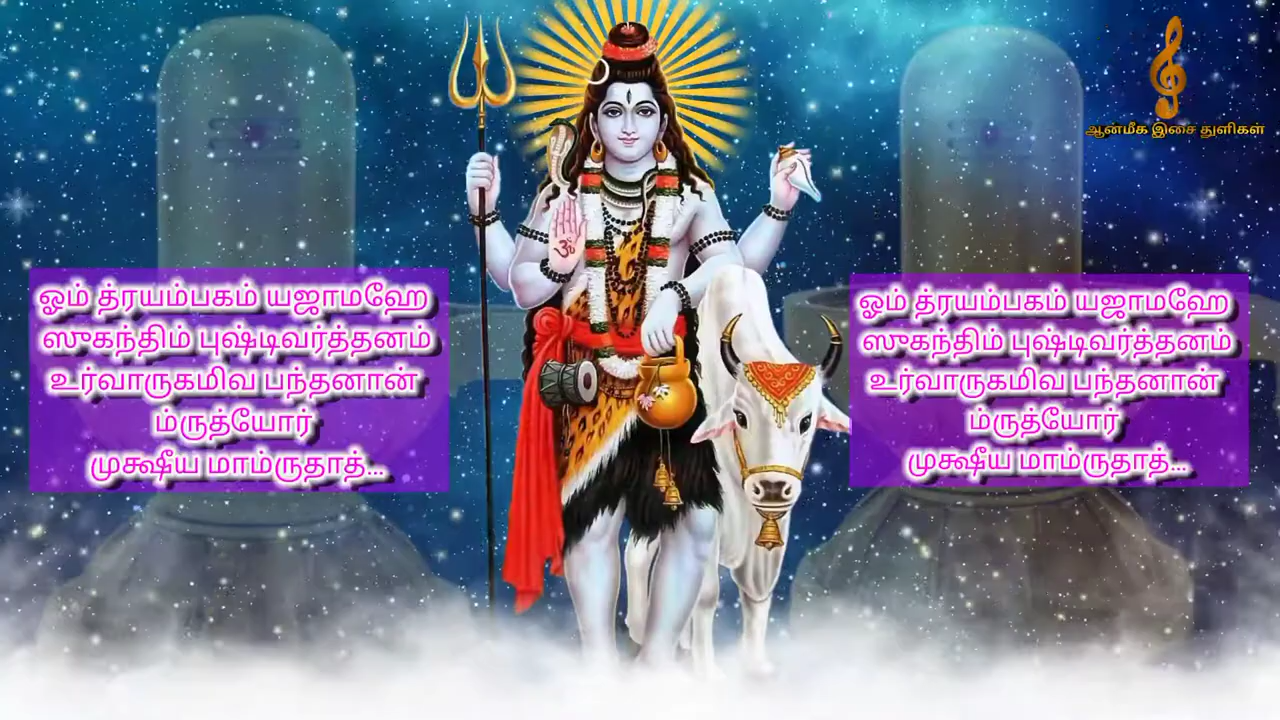 ஆன்மீக இசை துளிகள்
ஓம் த்ரயம்பகம் யஜாமஹே
ஸுகந்திம் புஷ்டிவர்த்தனம்
உர்வாருகமிவ பந்தனான்
ம்ருத்யோர்
முக்ஷீய மாம்ருதாத்...
ஓம் த்ரயம்பகம் யஜாமஹே
ஸுகந்திம் புஷ்டிவர்த்தனம்
உர்வாருகமிவ பந்தனான்
ம்ருத்யோர்
முக்ஷீய மாம்ருதாத்...
ॐ